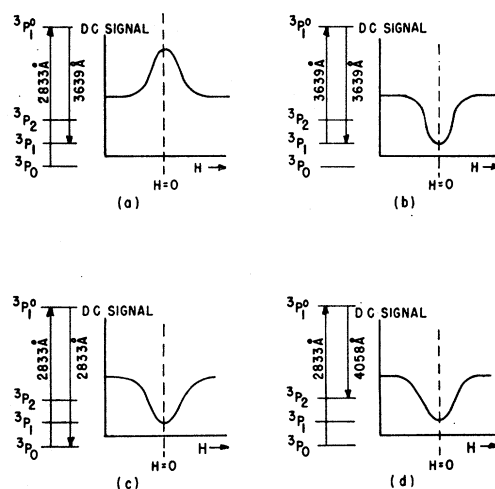 ³P₁⁰ DC SIGNAL
2833Å
3639Å
³P₂
³P₁
³P₀
H →
H=0
(a)
³P₁⁰ DC SIGNAL
3639Å
3639Å
³P₂
³P₁
³P₀
H →
H=0
(b)
³P₁⁰ DC SIGNAL
2833Å
2833Å
³P₂
³P₁
³P₀
H →
H=0
(c)
³P₁⁰ DC SIGNAL
2833Å
4058Å
³P₂
³P₁
³P₀
H →
H=0
(d)